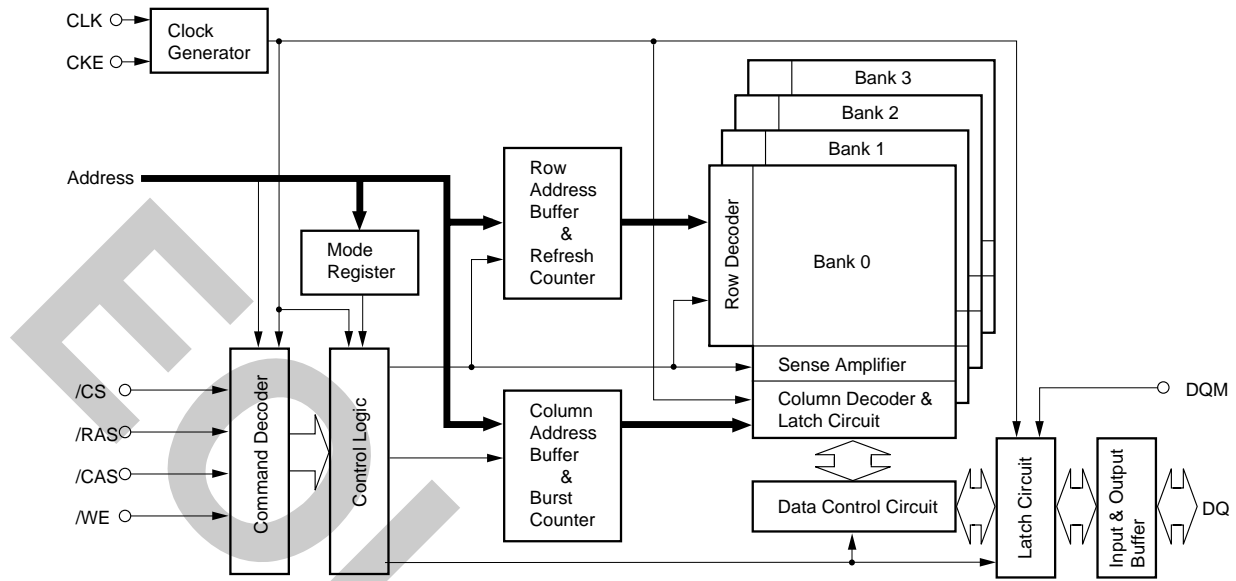 CLK
CKE
Clock
Generator
Bank 3
Bank 2
Bank 1
Bank 0
Address
Mode
Register
Row
Address
Buffer
&
Refresh
Counter
Row Decoder
Sense Amplifier
Column Decoder &
Latch Circuit
/CS
/RAS
/CAS
/WE
Command Decoder
Control Logic
Column
Address
Buffer
&
Burst
Counter
Data Control Circuit
Latch Circuit
Input & Output
Buffer
DQM
DQ